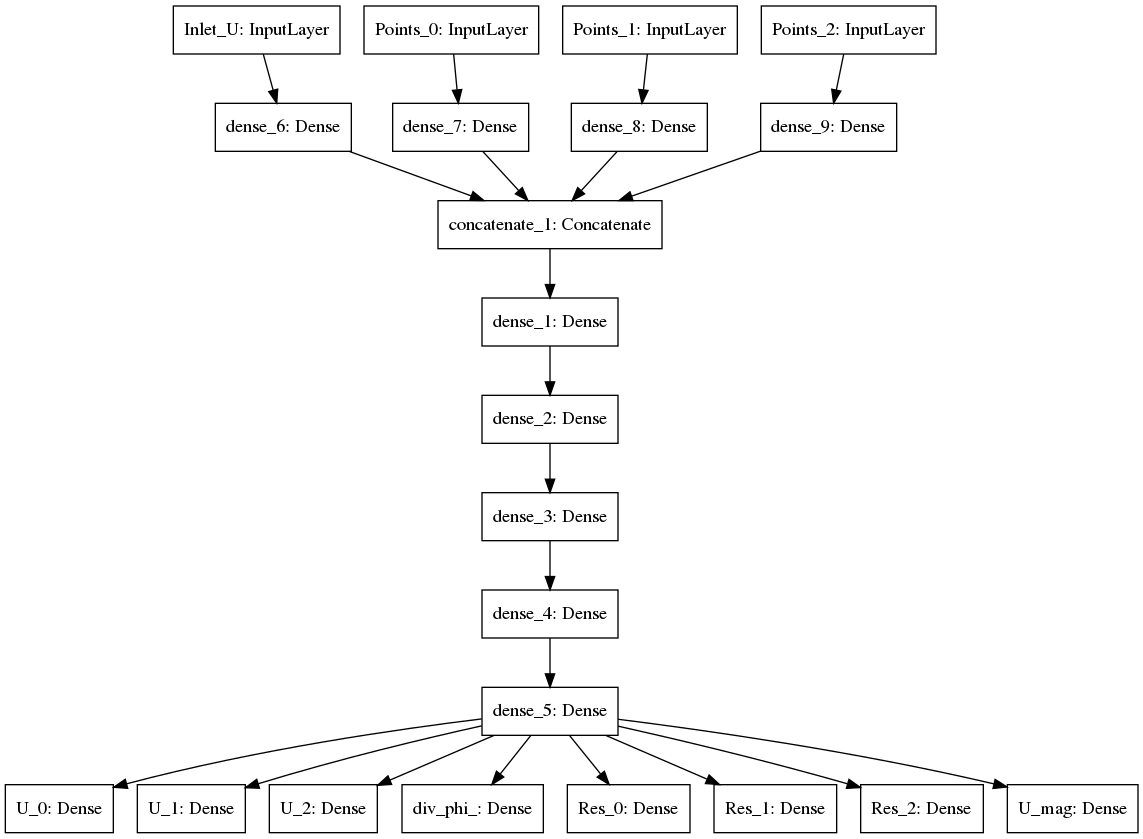 Inlet_U: InputLayer
Points_0: InputLayer
Points_1: InputLayer
Points_2: InputLayer
dense_6: Dense
dense_7: Dense
dense_8: Dense
dense_9: Dense
concatenate_1: Concatenate
dense_1: Dense
dense_2: Dense
dense_3: Dense
dense_4: Dense
dense_5: Dense
U_0: Dense
U_1: Dense
U_2: Dense
div_phi_: Dense
Res_0: Dense
Res_1: Dense
Res_2: Dense
U_mag: Dense